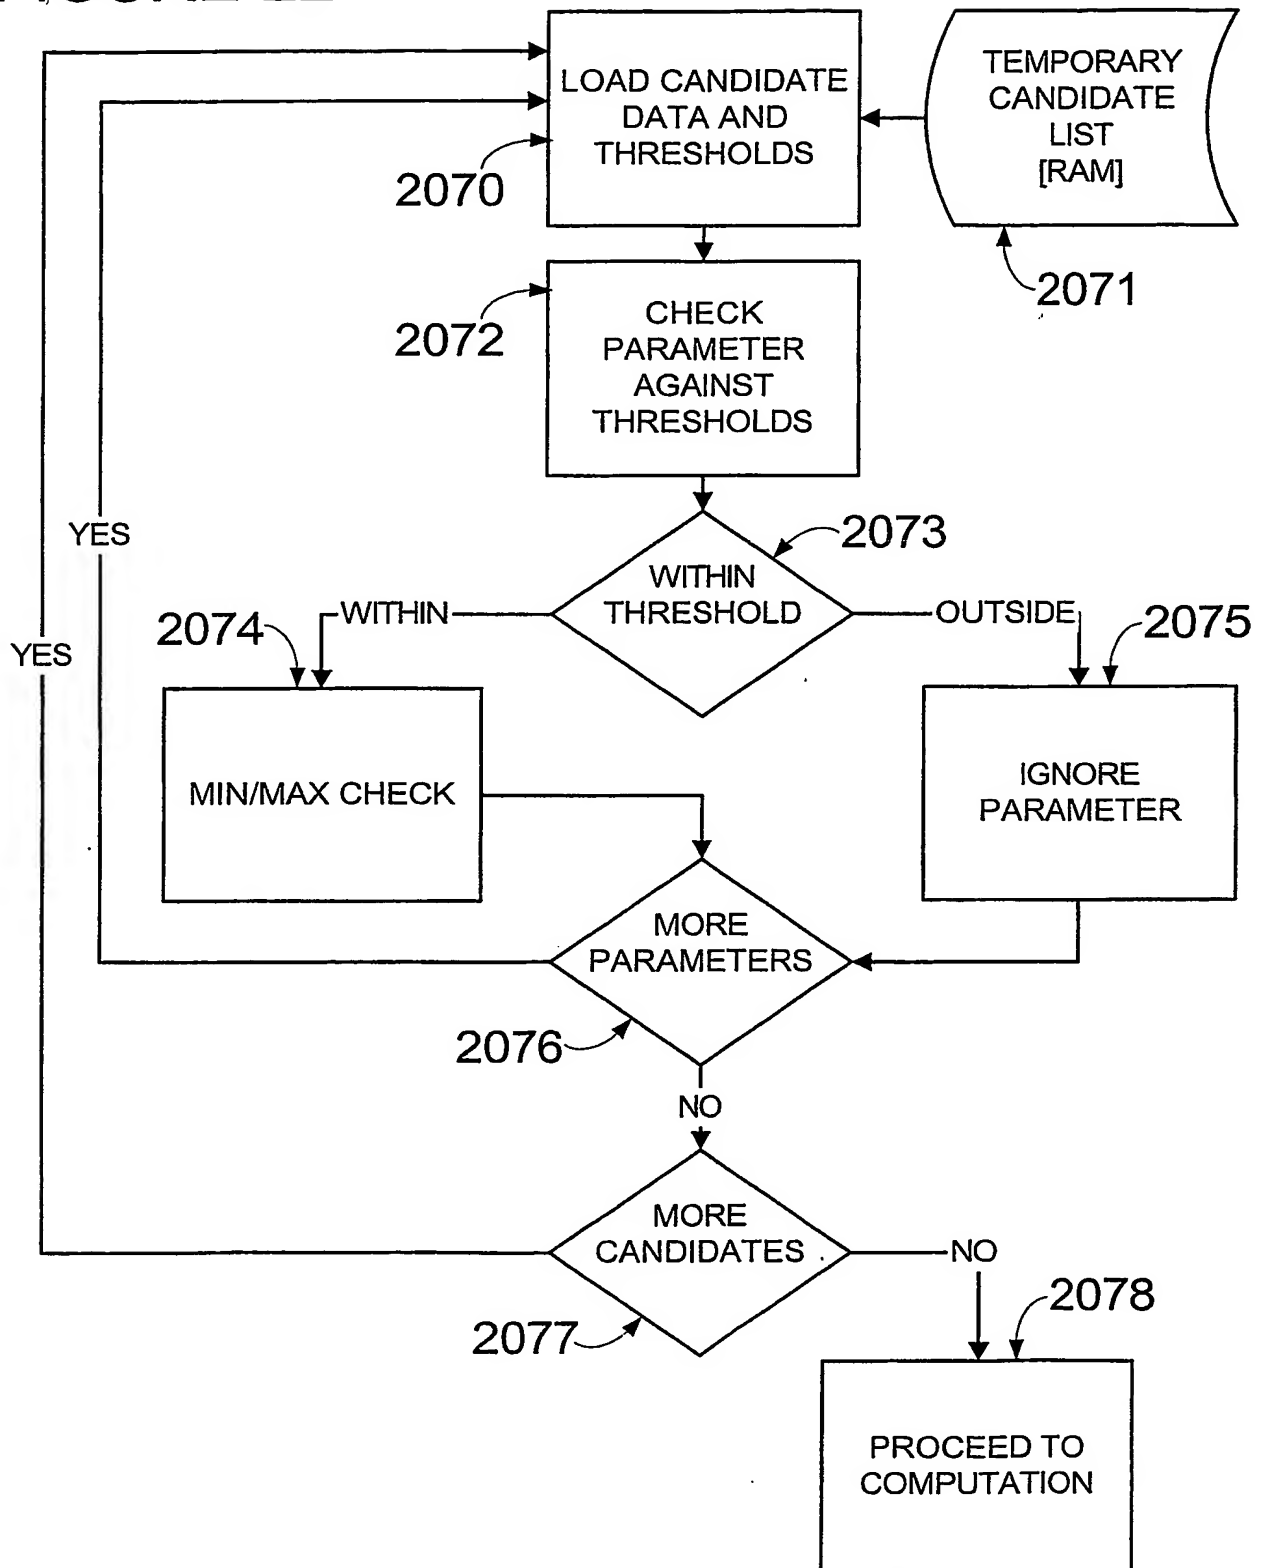 LOAD CANDIDATE
DATA AND
THRESHOLDS
TEMPORARY
CANDIDATE
LIST
[RAM]
2070
2071
CHECK
PARAMETER
AGAINST
THRESHOLDS
2072
YES
2073
WITHIN
THRESHOLD
WITHIN
OUTSIDE
2074
2075
YES
MIN/MAX CHECK
IGNORE
PARAMETER
MORE
PARAMETERS
2076
NO
MORE
CANDIDATES
NO
2077
2078
PROCEED TO
COMPUTATION